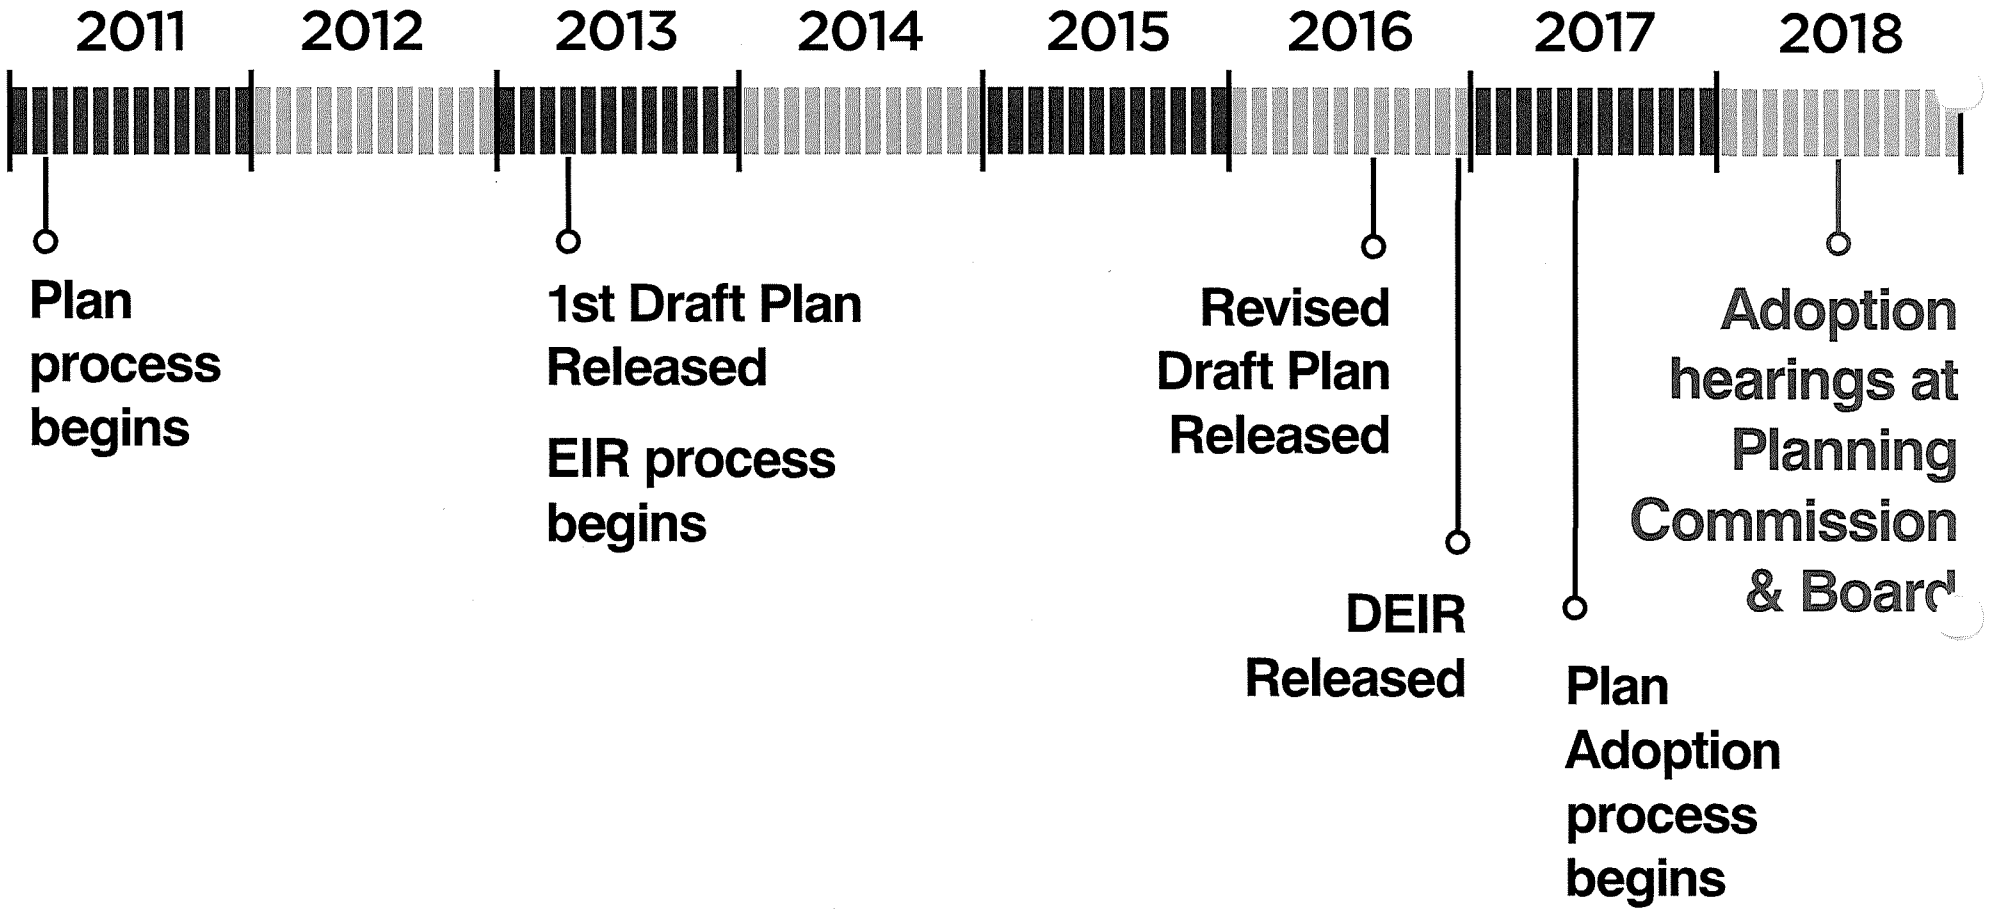 2011 2012 2013 2014 2015 2016 2017 2018
Plan
process
begins
1st Draft Plan
Released
EIR process
begins
Revised
Draft Plan
Released
DEIR
Released
Plan
Adoption
process
begins
Adoption
hearings at
Planning
Commission
& Board